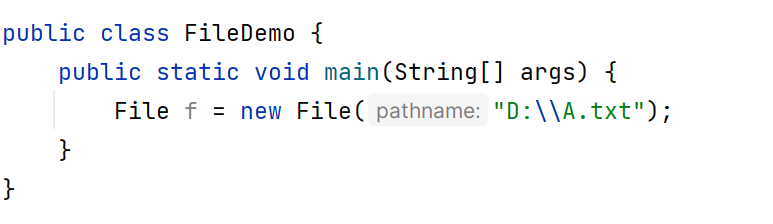 public class FileDemo {
public static void main(String[] args) {
File f = new File( pathname: "D:\\A.txt");
}
}